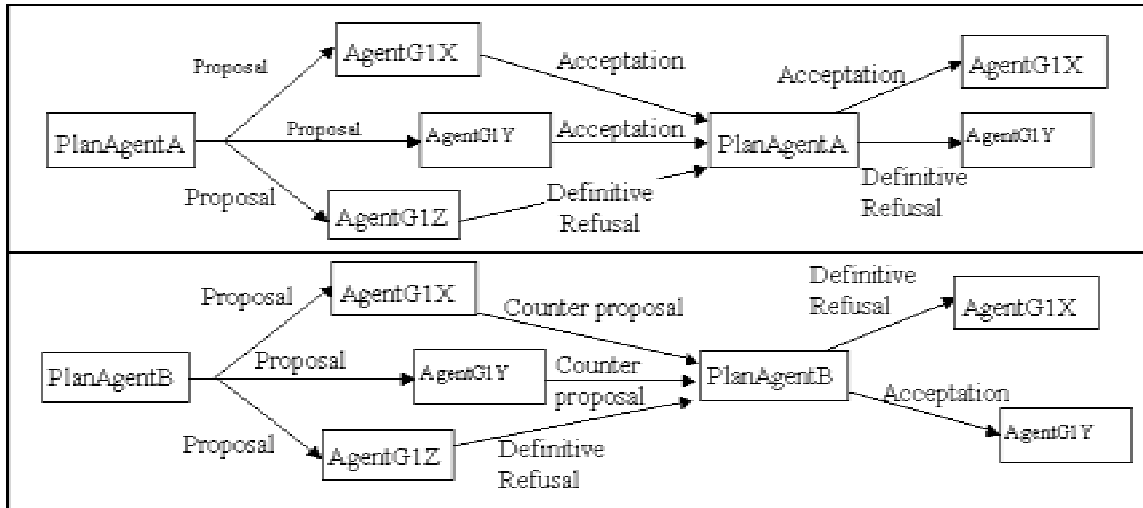 AgentG1X
Proposal
Acceptation
Acceptation
AgentG1X
PlanAgentA
Proposal
AgentG1Y
Acceptation
PlanAgentA
AgentG1Y
Proposal
AgentG1Z
Definitive
Refusal
Definitive
Refusal
Definitive
Refusal
Proposal
AgentG1X
Counter proposal
AgentG1X
PlanAgentB
Proposal
AgentG1Y
Counter
proposal
PlanAgentB
Acceptation
AgentG1Y
Proposal
AgentG1Z
Definitive
Refusal